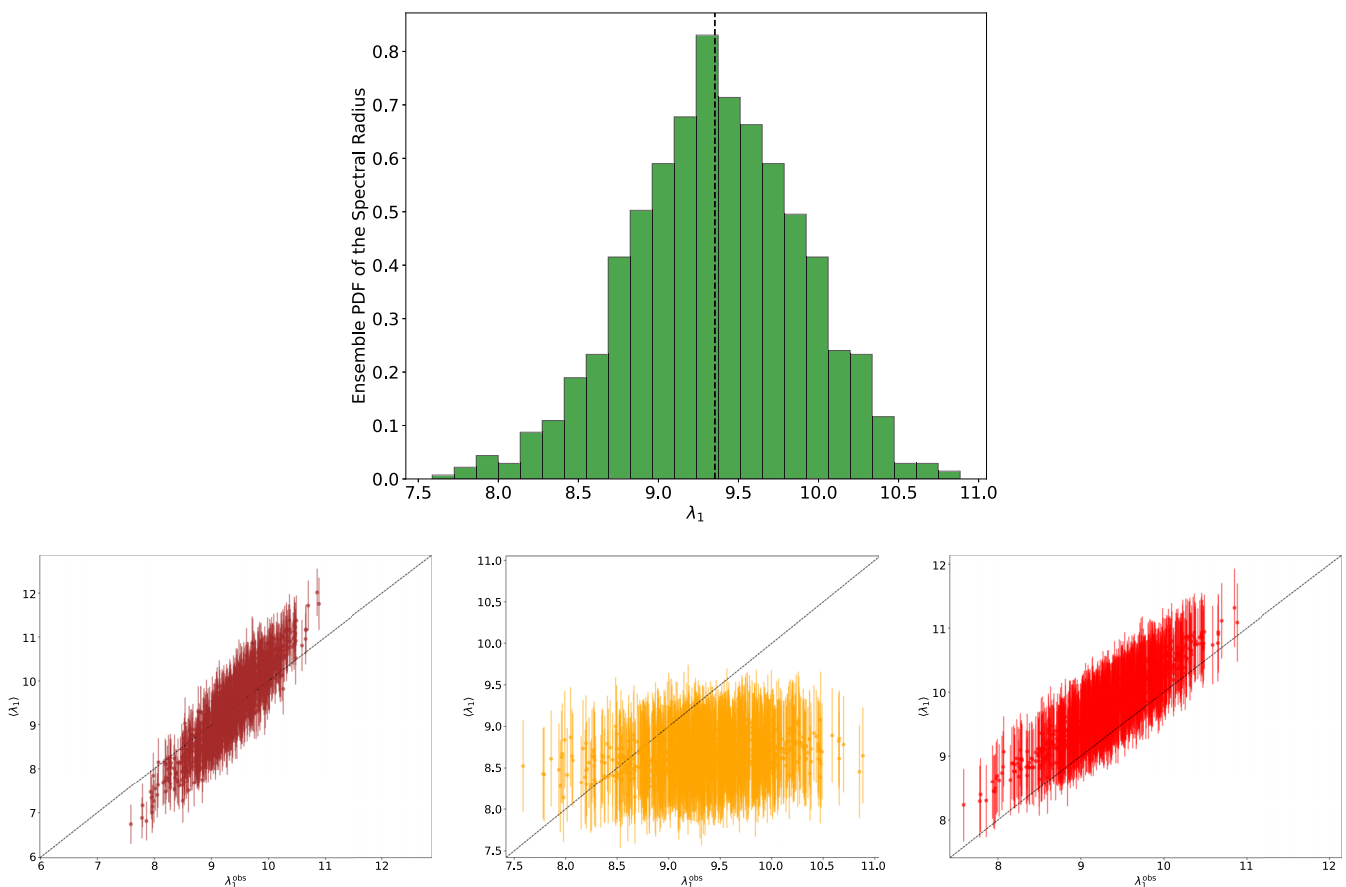 Ensemble PDF of the Spectral Radius
0.8
0.7
0.6
0.5
0.4
0.3
0.2
0.1
0.0
7.5 8.0 8.5 9.0 9.5 10.0 10.5 11.0
λ₁
⟨λ₁⟩
12
11
10
9
8
7
6
6 7 8 9 10 11 12
λ₁ᵒᵇˢ
⟨λ₁⟩
11.0
10.5
10.0
9.5
9.0
8.5
8.0
7.5
7.5 8.0 8.5 9.0 9.5 10.0 10.5 11.0
λ₁ᵒᵇˢ
⟨λ₁⟩
12
11
10
9
8
8 9 10 11 12
λ₁ᵒᵇˢ